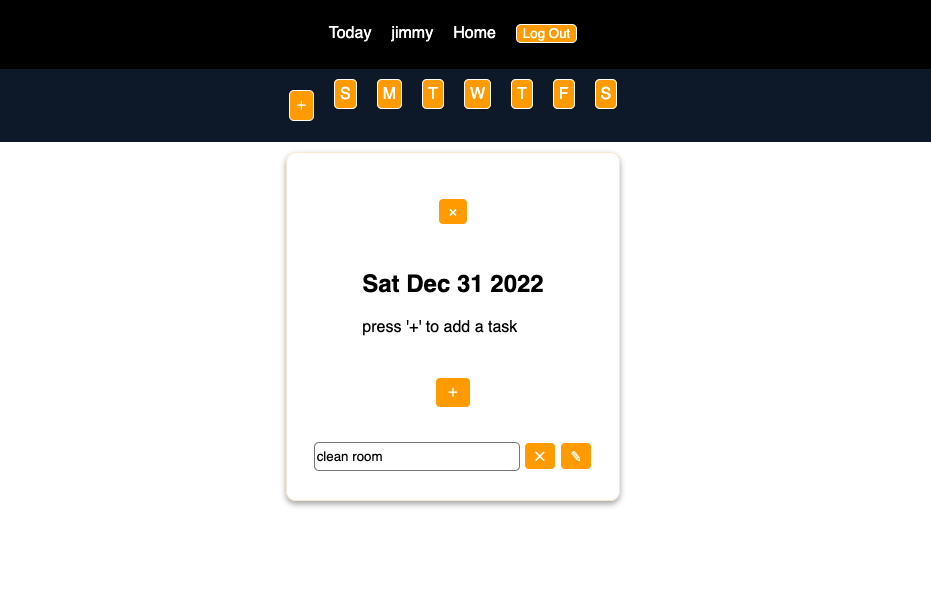 Today jimmy Home Log Out
+ S M T W T F S
×
Sat Dec 31 2022
press '+' to add a task
+
clean room ✕ ✎